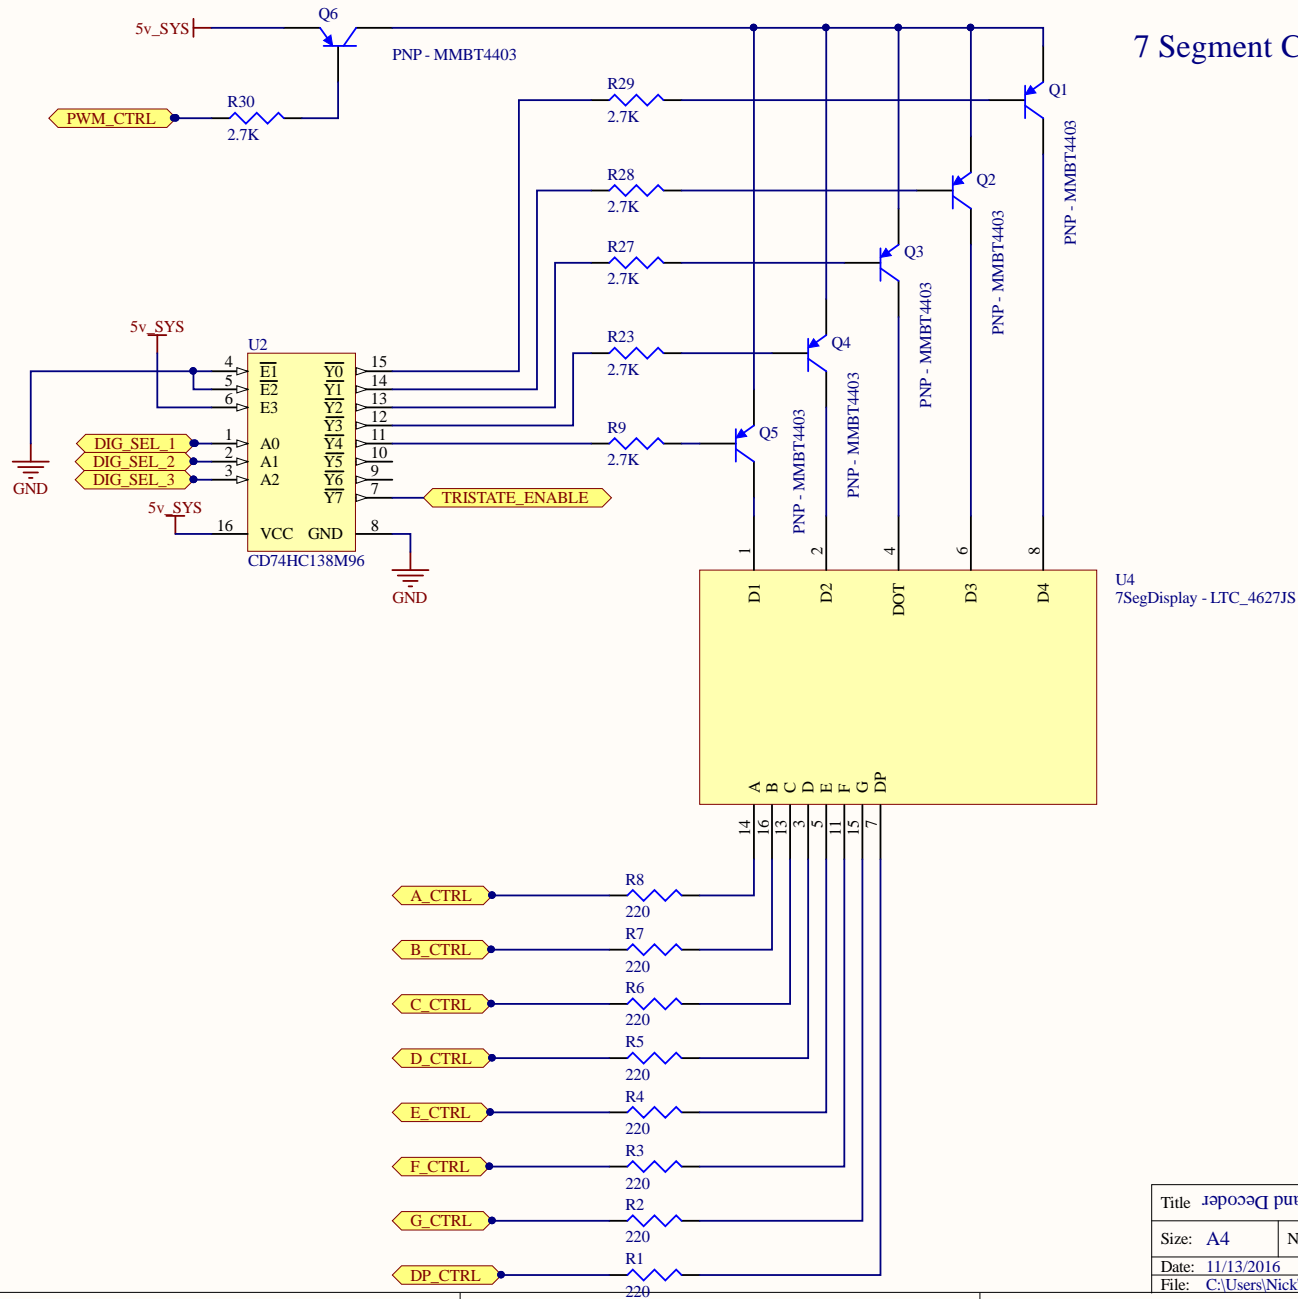 5v_SYS
Q6
PNP - MMBT4403
7 Segment C
PWM_CTRL
R30
2.7K
R29
2.7K
Q1
PNP - MMBT4403
R28
2.7K
Q2
PNP - MMBT4403
R27
2.7K
Q3
PNP - MMBT4403
R23
2.7K
Q4
PNP - MMBT4403
R9
2.7K
Q5
PNP - MMBT4403
5v_SYS
U2
4 E1 Y0 15
5 E2 Y1 14
6 E3 Y2 13
Y3 12
DIG_SEL_1 1 A0 Y4 11
DIG_SEL_2 2 A1 Y5 10
DIG_SEL_3 3 A2 Y6 9
Y7 7 TRISTATE_ENABLE
GND
5v_SYS
16 VCC GND 8
CD74HC138M96
GND
1 2 4 6 8
D1 D2 DOT D3 D4
U4
7SegDisplay - LTC_4627JS
A B C D E F G DP
14 16 13 3 5 11 15 7
A_CTRL
R8
220
B_CTRL
R7
220
C_CTRL
R6
220
D_CTRL
R5
220
E_CTRL
R4
220
F_CTRL
R3
220
G_CTRL
R2
220
DP_CTRL
R1
220
Title and Decoder
Size: A4 N
Date: 11/13/2016
File: C:\Users\Nick